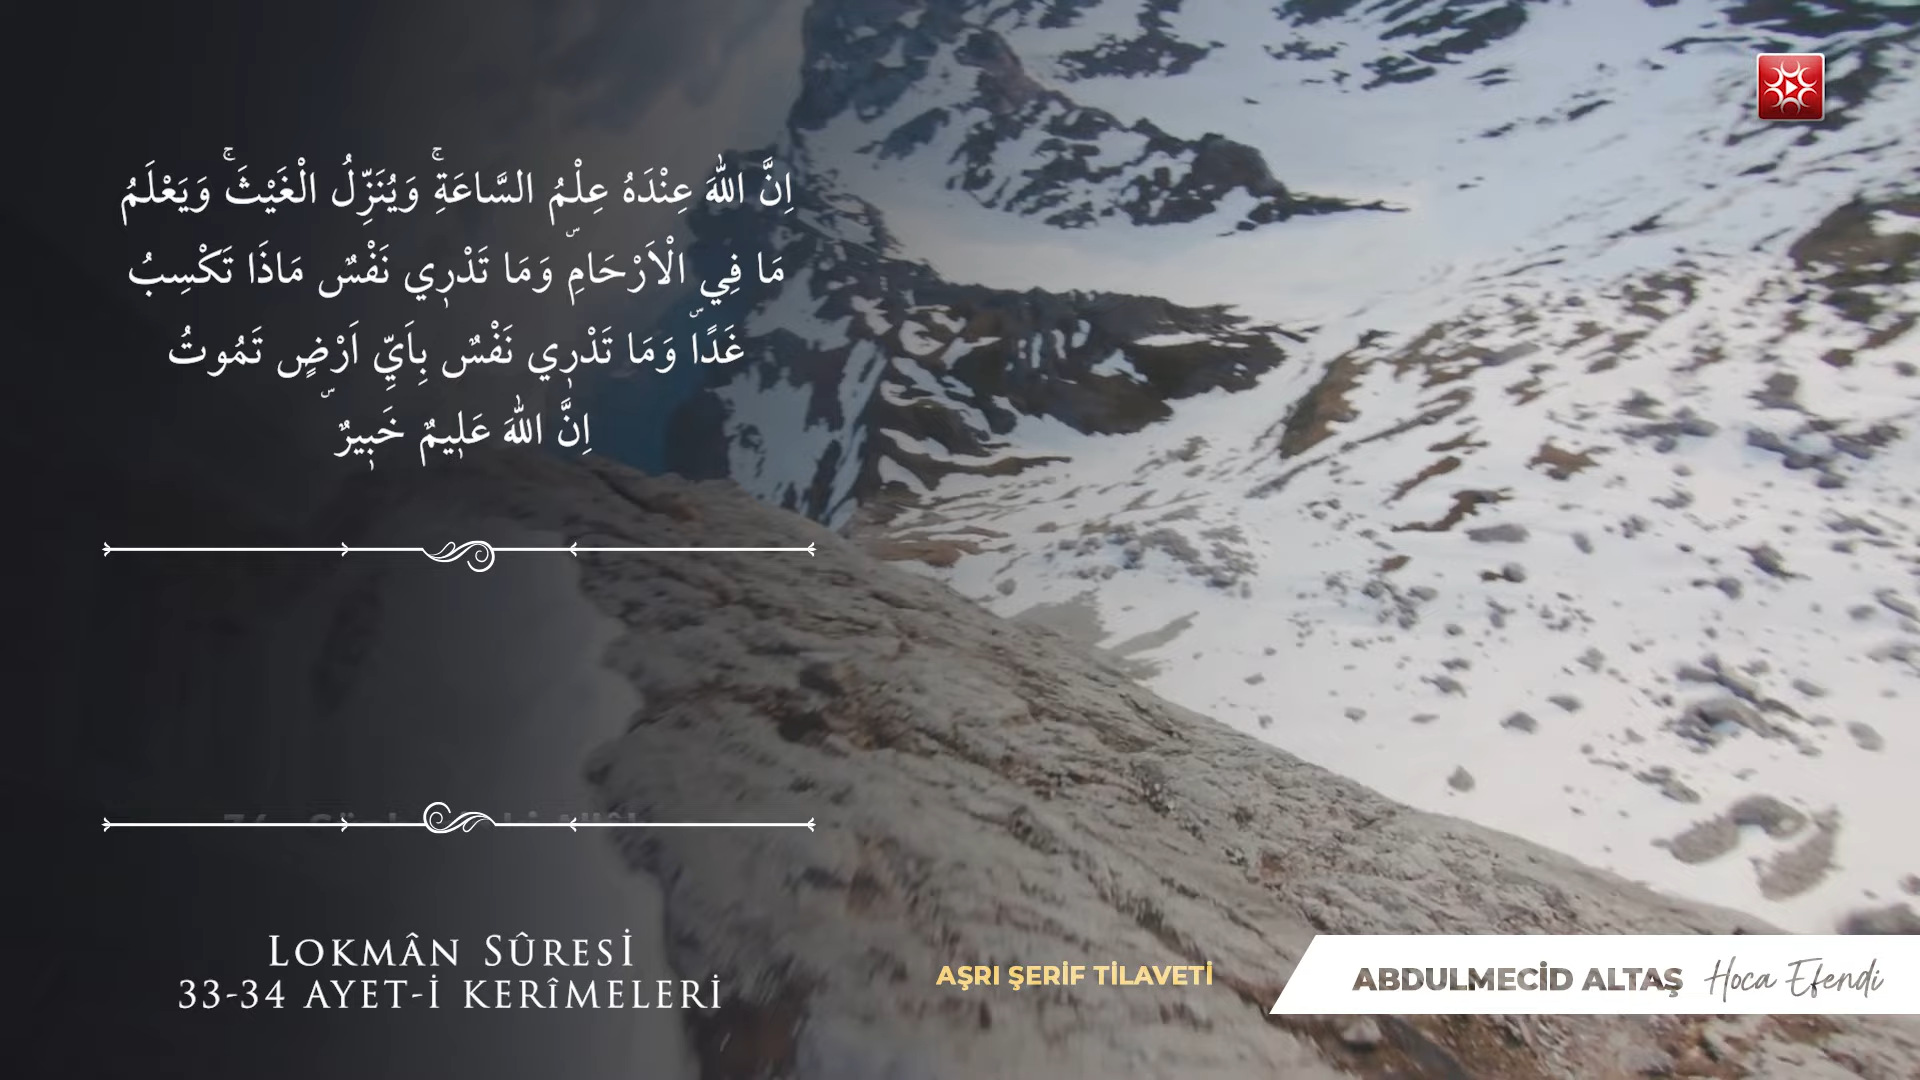 اِنَّ اللّٰهَ عِنْدَهُ عِلْمُ السَّاعَةِۚ وَيُنَزِّلُ الْغَيْثَۚ وَيَعْلَمُ
مَا فِي الْاَرْحَامِۜ وَمَا تَدْر۪ي نَفْسٌ مَاذَا تَكْسِبُ
غَدًاۜ وَمَا تَدْر۪ي نَفْسٌ بِاَيِّ اَرْضٍ تَمُوتُۜ
اِنَّ اللّٰهَ عَل۪يمٌ خَب۪يرٌ
LOKMÂN SÛRESİ
33-34 AYET-İ KERÎMELERİ
AŞRI ŞERİF TİLAVETİ
ABDULMECİD ALTAŞ Hoca Efendi